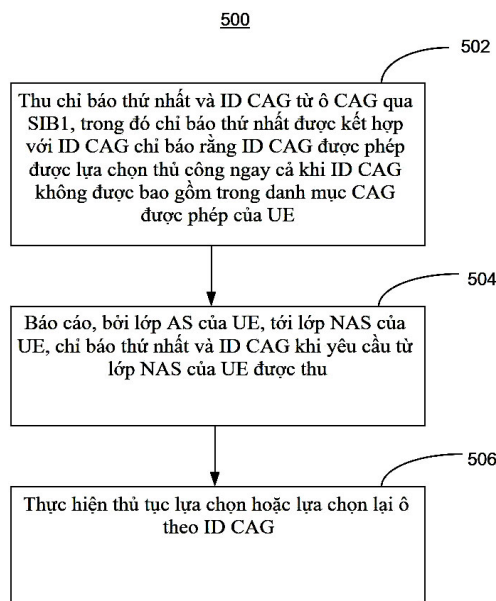 500
502
Thu chỉ báo thứ nhất và ID CAG từ ô CAG qua
SIB1, trong đó chỉ báo thứ nhất được kết hợp
với ID CAG chỉ báo rằng ID CAG được phép
được lựa chọn thủ công ngay cả khi ID CAG
không được bao gồm trong danh mục CAG
được phép của UE
504
Báo cáo, bởi lớp AS của UE, tới lớp NAS của
UE, chỉ báo thứ nhất và ID CAG khi yêu cầu từ
lớp NAS của UE được thu
506
Thực hiện thủ tục lựa chọn hoặc lựa chọn lại ô
theo ID CAG